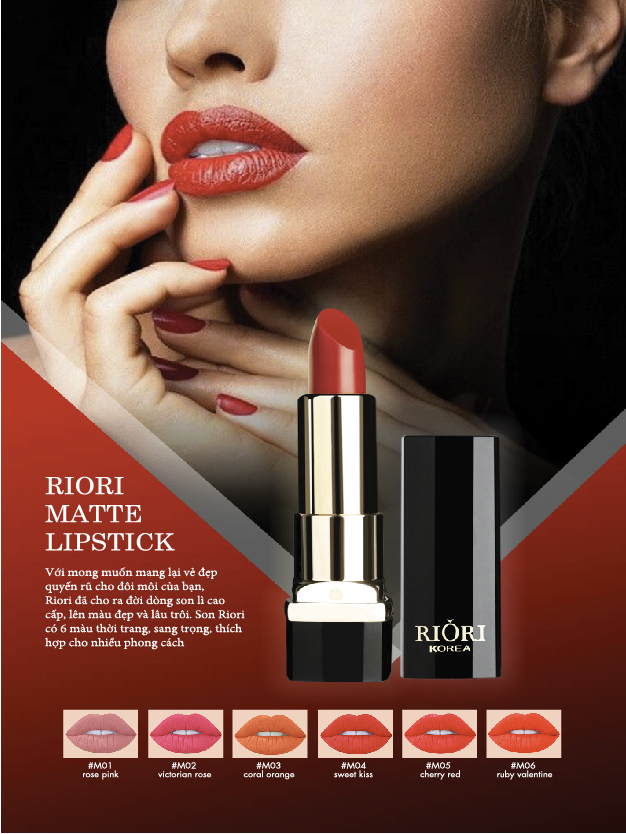 RIORI
MATTE
LIPSTICK
Với mong muốn mang lại vẻ đẹp
quyến rũ cho đôi môi của bạn,
Riori đã cho ra đời dòng son lì cao
cấp, lên màu đẹp và lâu trôi. Son Riori
có 6 màu thời trang, sang trọng, thích
hợp cho nhiều phong cách
RIORI
KOREA
#M01
rose pink
#M02
victorian rose
#M03
coral orange
#M04
sweet kiss
#M05
cherry red
#M06
ruby valentine